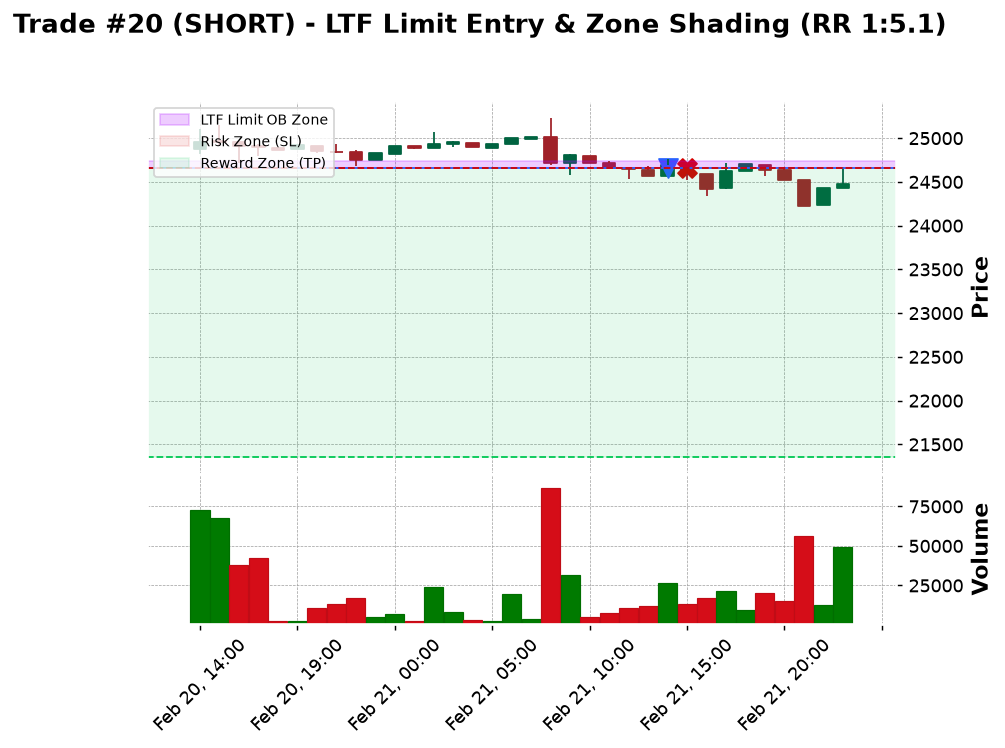 Trade #20 (SHORT) - LTF Limit Entry & Zone Shading (RR 1:5.1)
LTF Limit OB Zone
Risk Zone (SL)
Reward Zone (TP)
25000
24500
24000
23500
23000
22500
22000
21500
Price
75000
50000
25000
Volume
Feb 20, 14:00
Feb 20, 19:00
Feb 21, 00:00
Feb 21, 05:00
Feb 21, 10:00
Feb 21, 15:00
Feb 21, 20:00